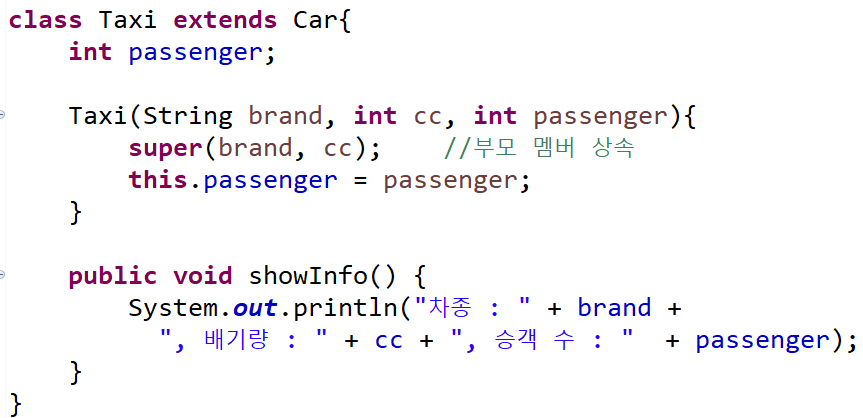 class Taxi extends Car{
    int passenger;

    Taxi(String brand, int cc, int passenger){
        super(brand, cc);    //부모 멤버 상속
        this.passenger = passenger;
    }

    public void showInfo() {
        System.out.println("차종 : " + brand +
          ", 배기량 : " + cc + ", 승객 수 : "  + passenger);
    }
}